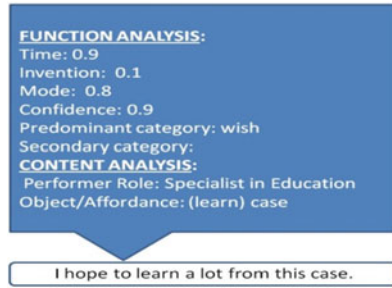 FUNCTION ANALYSIS:
Time: 0.9
Invention: 0.1
Mode: 0.8
Confidence: 0.9
Predominant category: wish
Secondary category:
CONTENT ANALYSIS:
Performer Role: Specialist in Education
Object/Affordance: (learn) case
I hope to learn a lot from this case.